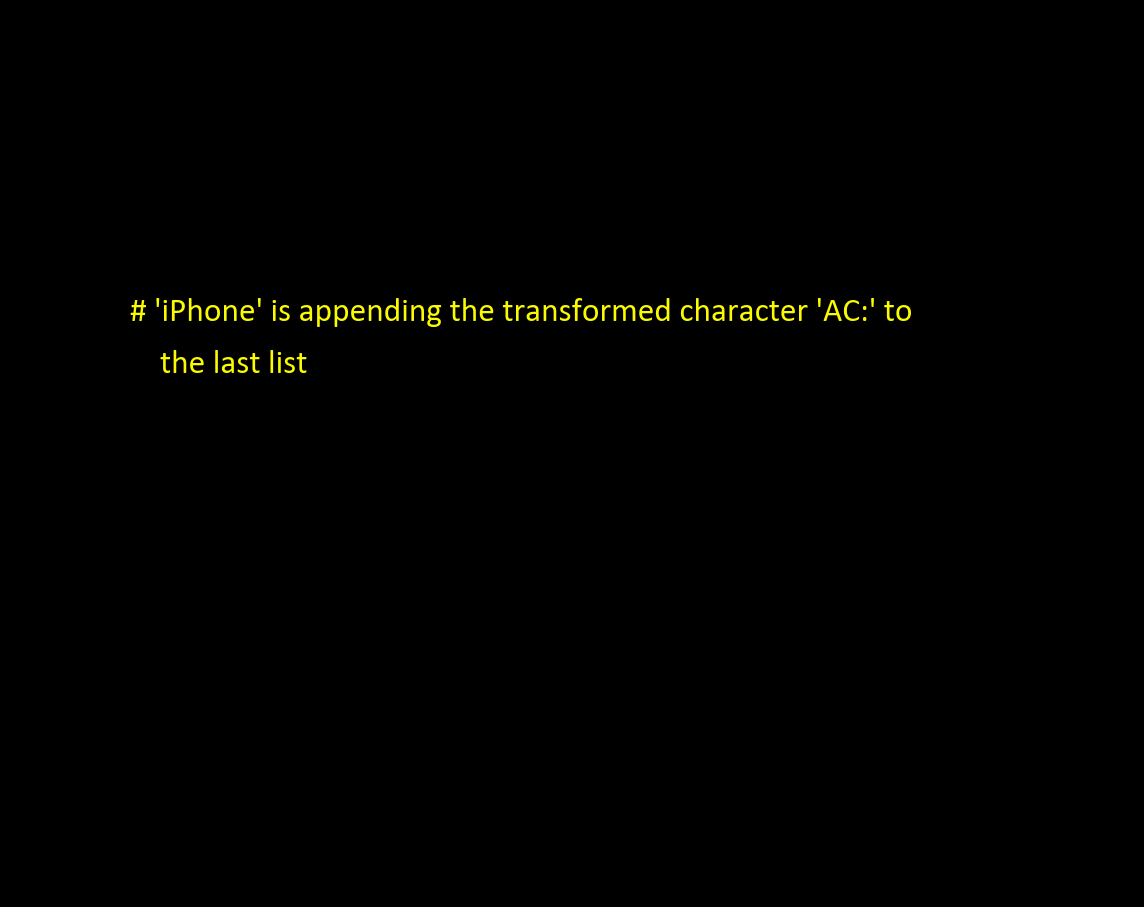 # 'iPhone' is appending the transformed character 'AC:' to
the last list